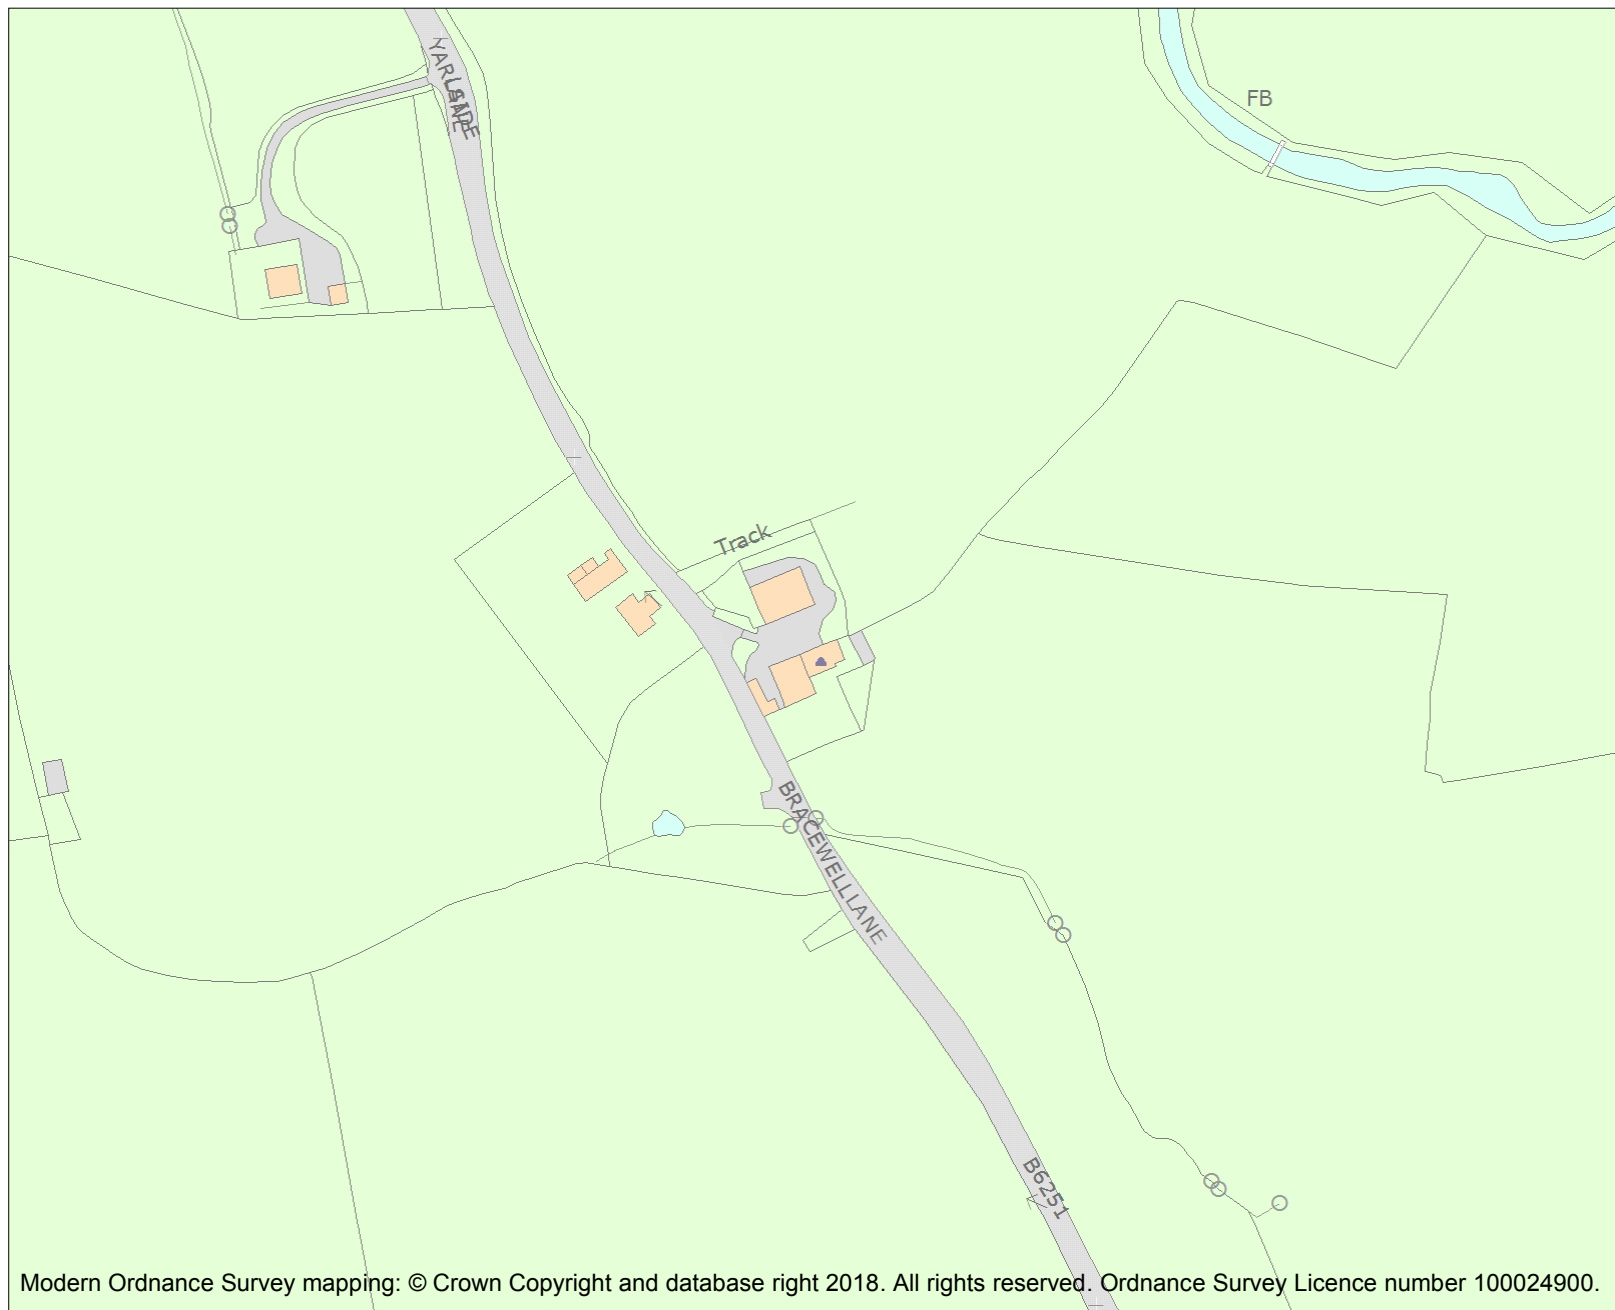 YARLSIDE
LANE
FB
Track
BRACEWELL LANE
B6251
Modern Ordnance Survey mapping: © Crown Copyright and database right 2018. All rights reserved. Ordnance Survey Licence number 100024900.